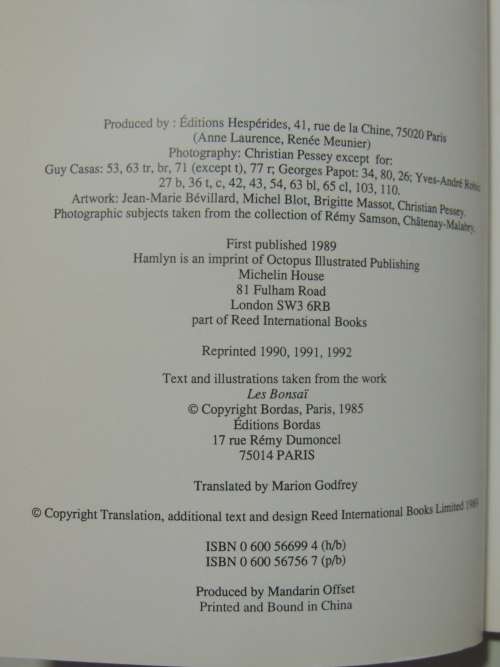 Produced by : Éditions Hespérides, 41, rue de la Chine, 75020 Paris
(Anne Laurence, Renée Meunier)
Photography: Christian Pessey except for:
Guy Casas: 53, 63 tr, br, 71 (except t), 77 r; Georges Papot: 34, 80, 26; Yves-André Robic
27 b, 36 t, c, 42, 43, 54, 63 bl, 65 cl, 103, 110.
Artwork: Jean-Marie Bévillard, Michel Blot, Brigitte Massot, Christian Pessey.
Photographic subjects taken from the collection of Rémy Samson, Châtenay-Malabry.
First published 1989
Hamlyn is an imprint of Octopus Illustrated Publishing
Michelin House
81 Fulham Road
London SW3 6RB
part of Reed International Books
Reprinted 1990, 1991, 1992
Text and illustrations taken from the work
Les Bonsaï
© Copyright Bordas, Paris, 1985
Éditions Bordas
17 rue Rémy Dumoncel
75014 PARIS
Translated by Marion Godfrey
© Copyright Translation, additional text and design Reed International Books Limited 1989
ISBN 0 600 56699 4 (h/b)
ISBN 0 600 56756 7 (p/b)
Produced by Mandarin Offset
Printed and Bound in China